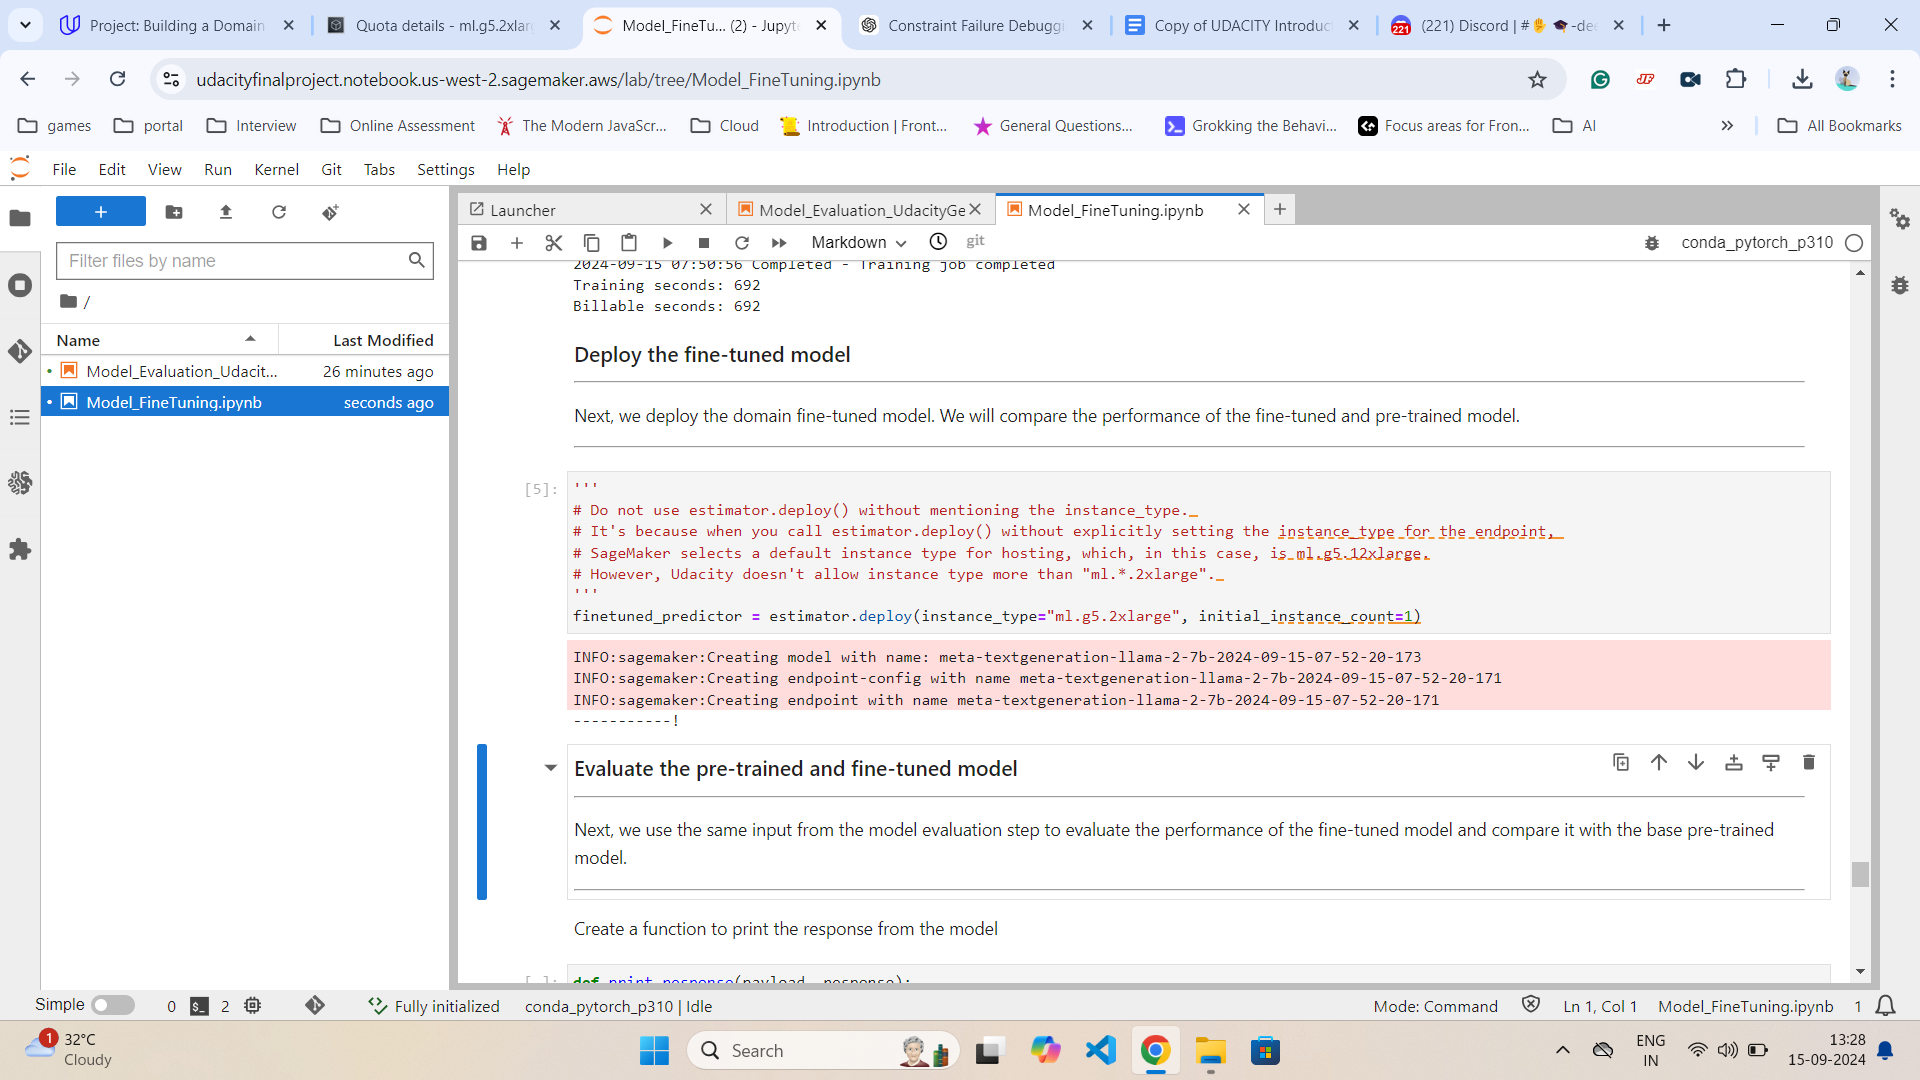 Project: Building a Domain
Quota details - ml.g5.2xlar
Model_FineTu... (2) - Jupyte
Constraint Failure Debuggi
Copy of UDACITY Introduct
(221) Discord | #✋🎓-dee
udacityfinalproject.notebook.us-west-2.sagemaker.aws/lab/tree/Model_FineTuning.ipynb
games
portal
Interview
Online Assessment
The Modern JavaScr...
Cloud
Introduction | Front...
General Questions...
Grokking the Behavi...
Focus areas for Fron...
AI
All Bookmarks
File Edit View Run Kernel Git Tabs Settings Help
Launcher
Model_Evaluation_UdacityGe
Model_FineTuning.ipynb
Markdown
git
conda_pytorch_p310
Filter files by name
/
Name Last Modified
Model_Evaluation_Udacit... 26 minutes ago
Model_FineTuning.ipynb seconds ago
2024-09-15 07:50:56 Completed - Training job completed
Training seconds: 692
Billable seconds: 692
Deploy the fine-tuned model
Next, we deploy the domain fine-tuned model. We will compare the performance of the fine-tuned and pre-trained model.
[5]: '''
# Do not use estimator.deploy() without mentioning the instance_type.
# It's because when you call estimator.deploy() without explicitly setting the instance_type for the endpoint,
# SageMaker selects a default instance type for hosting, which, in this case, is ml.g5.12xlarge.
# However, Udacity doesn't allow instance type more than "ml.*.2xlarge".
'''
finetuned_predictor = estimator.deploy(instance_type="ml.g5.2xlarge", initial_instance_count=1)
INFO:sagemaker:Creating model with name: meta-textgeneration-llama-2-7b-2024-09-15-07-52-20-173
INFO:sagemaker:Creating endpoint-config with name meta-textgeneration-llama-2-7b-2024-09-15-07-52-20-171
INFO:sagemaker:Creating endpoint with name meta-textgeneration-llama-2-7b-2024-09-15-07-52-20-171
-----------!
Evaluate the pre-trained and fine-tuned model
Next, we use the same input from the model evaluation step to evaluate the performance of the fine-tuned model and compare it with the base pre-trained
model.
Create a function to print the response from the model
[ ]: def print_response(payload, response):
Simple 0 $_ 2 Fully initialized conda_pytorch_p310 | Idle Mode: Command Ln 1, Col 1 Model_FineTuning.ipynb 1
1
32°C
Cloudy
Search
ENG
IN
13:28
15-09-2024